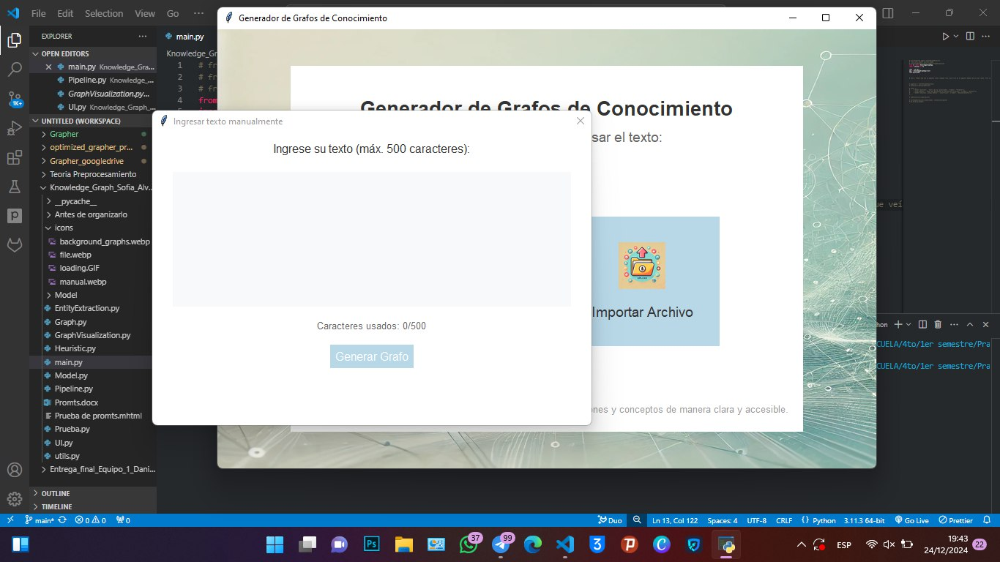 File Edit Selection View Go ···
Generador de Grafos de Conocimiento
EXPLORER ···
main.py
OPEN EDITORS
main.py Knowledge_Gra...
Pipeline.py Knowledge_...
GraphVisualization.py...
UI.py Knowledge_Graph_...
UNTITLED (WORKSPACE)
Grapher
optimized_grapher_pr...
Grapher_googledrive
Teoria Preprocesamiento
Knowledge_Graph_Sofia_Alv...
__pycache__
Antes de organizarlo
icons
background_graphs.webp
file.webp
loading.GIF
manual.webp
Model
EntityExtraction.py
Graph.py
GraphVisualization.py
Heuristic.py
main.py
Model.py
Pipeline.py
Promts.docx
Prueba de promts.mhtml
Prueba.py
UI.py
utils.py
Entrega_final_Equipo_1_Dani...
OUTLINE
TIMELINE
Knowledge_Gr
1 # fr
2 # fr
3 # fr
4 from
Generador de Grafos de Conocimiento
sar el texto:
Ingresar texto manualmente
Ingrese su texto (máx. 500 caracteres):
Caracteres usados: 0/500
Generar Grafo
Importar Archivo
nes y conceptos de manera clara y accesible.
ue veí
hon
CUELA/4to/1er semestre/Pra
CUELA/4to/1er semestre/Pra
1K+
main* 0 0 0 Duo Ln 13, Col 122 Spaces: 4 UTF-8 CRLF Python 3.11.3 64-bit Go Live Prettier
Ps 37 99 3 P C ESP 19:43
24/12/2024 22